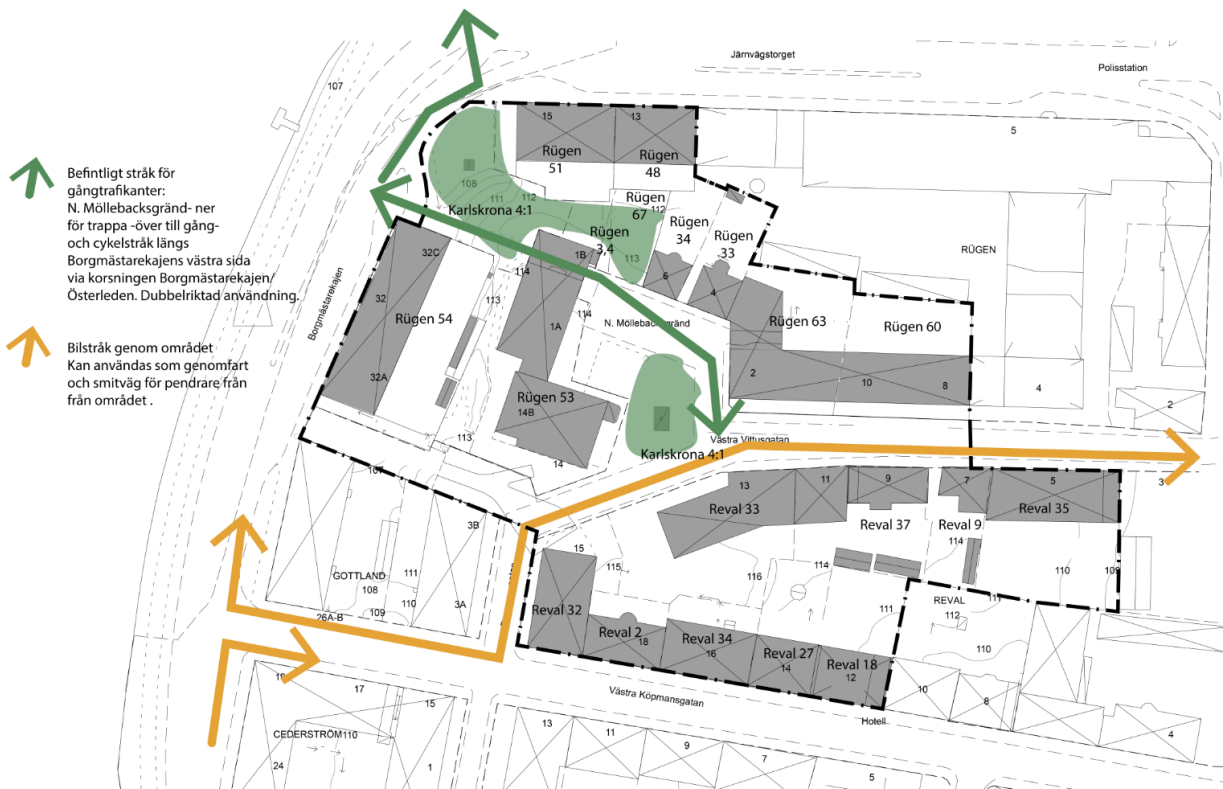 Järnvägstorget
Polisstation
107
15
13
5
Rügen
51
Rügen
48
Befintligt stråk för
gångtrafikanter:
N. Möllebacksgränd- ner
för trappa -över till gång-
och cykelstråk längs
Borgmästarekajens västra sida
via korsningen Borgmästarekajen/
Österleden. Dubbelriktad användning.
108
111
112
Karlskrona 4:1
Rügen
67
112
Rügen
34
Rügen
3,4
113
Rügen
33
RÜGEN
32C
1B
114
6
4
Borgmästarekajen
32
113
114
Rügen 54
1A
N. Möllebacksgränd
Rügen 63
Rügen 60
Bilstråk genom området
Kan användas som genomfart
och smitväg för pendrare från
från området .
32A
Rügen 53
14B
2
10
8
4
2
113
14
Västra Vittusgatan
Karlskrona 4:1
107
3
13
11
9
7
5
Rev­al 33
Reval 37
Reval 9
Reval 35
3B
GOTTLAND
108
111
110
109
3A
26A-B
15
115
116
114
114
110
109
111
REVAL
111
112
110
Reval 32
Reval 2
18
Reval 34
16
Reval 27
14
Reval 18
12
10
8
4
Västra Köpmansgatan
Hotell
19
17
15
CEDERSTRÖM110
24
1
13
11
9
7
5